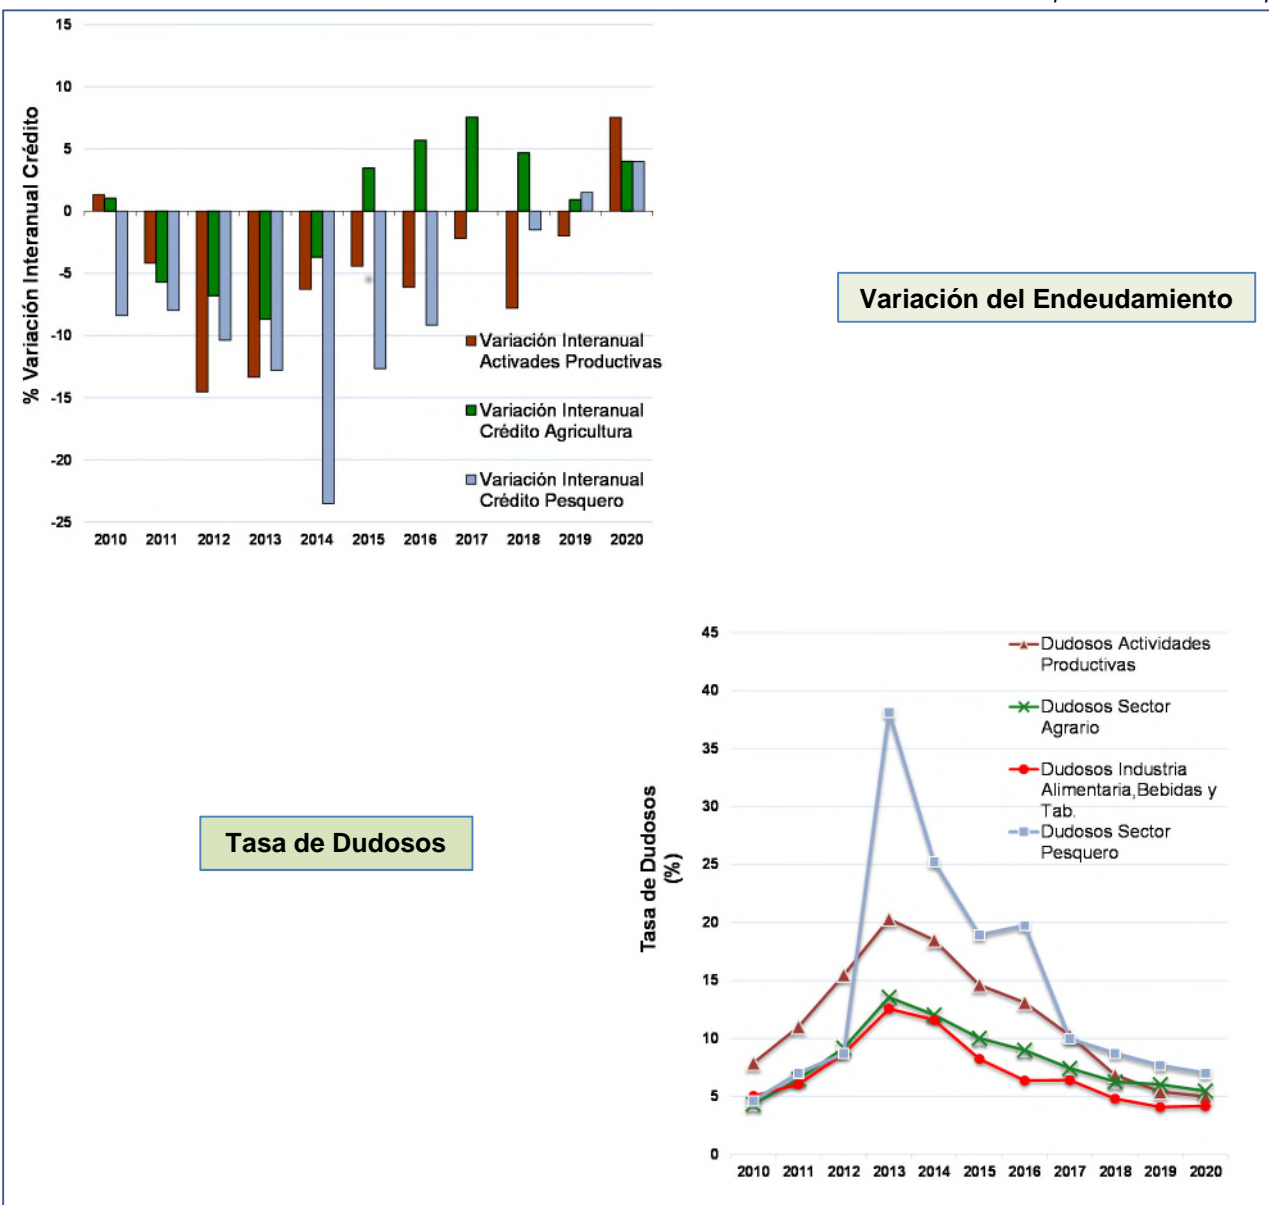 15
10
5
0
-5
-10
-15
-20
-25
% Variación Interanual Crédito
Variación Interanual
Activades Productivas
Variación Interanual
Crédito Agricultura
Variación Interanual
Crédito Pesquero
2010 2011 2012 2013 2014 2015 2016 2017 2018 2019 2020
Variación del Endeudamiento
Tasa de Dudosos
45
40
35
30
25
20
15
10
5
0
Tasa de Dudosos
(%)
Dudosos Actividades
Productivas
Dudosos Sector
Agrario
Dudosos Industria
Alimentaria,Bebidas y
Tab.
Dudosos Sector
Pesquero
2010 2011 2012 2013 2014 2015 2016 2017 2018 2019 2020